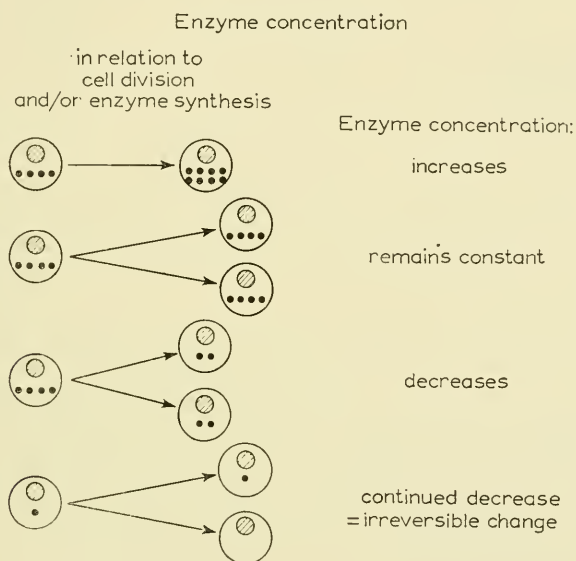 Enzyme concentration
in relation to
cell division
and/or enzyme synthesis
Enzyme concentration:
increases
remains constant
decreases
continued decrease
=irreversible change